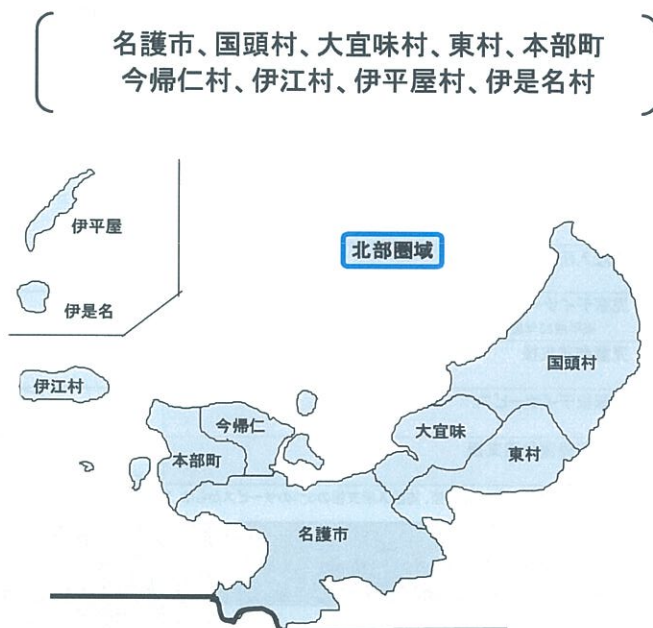 名護市、国頭村、大宜味村、東村、本部町
今帰仁村、伊江村、伊平屋村、伊是名村
伊平屋
北部圏域
伊是名
国頭村
伊江村
今帰仁
大宜味
本部町
東村
名護市